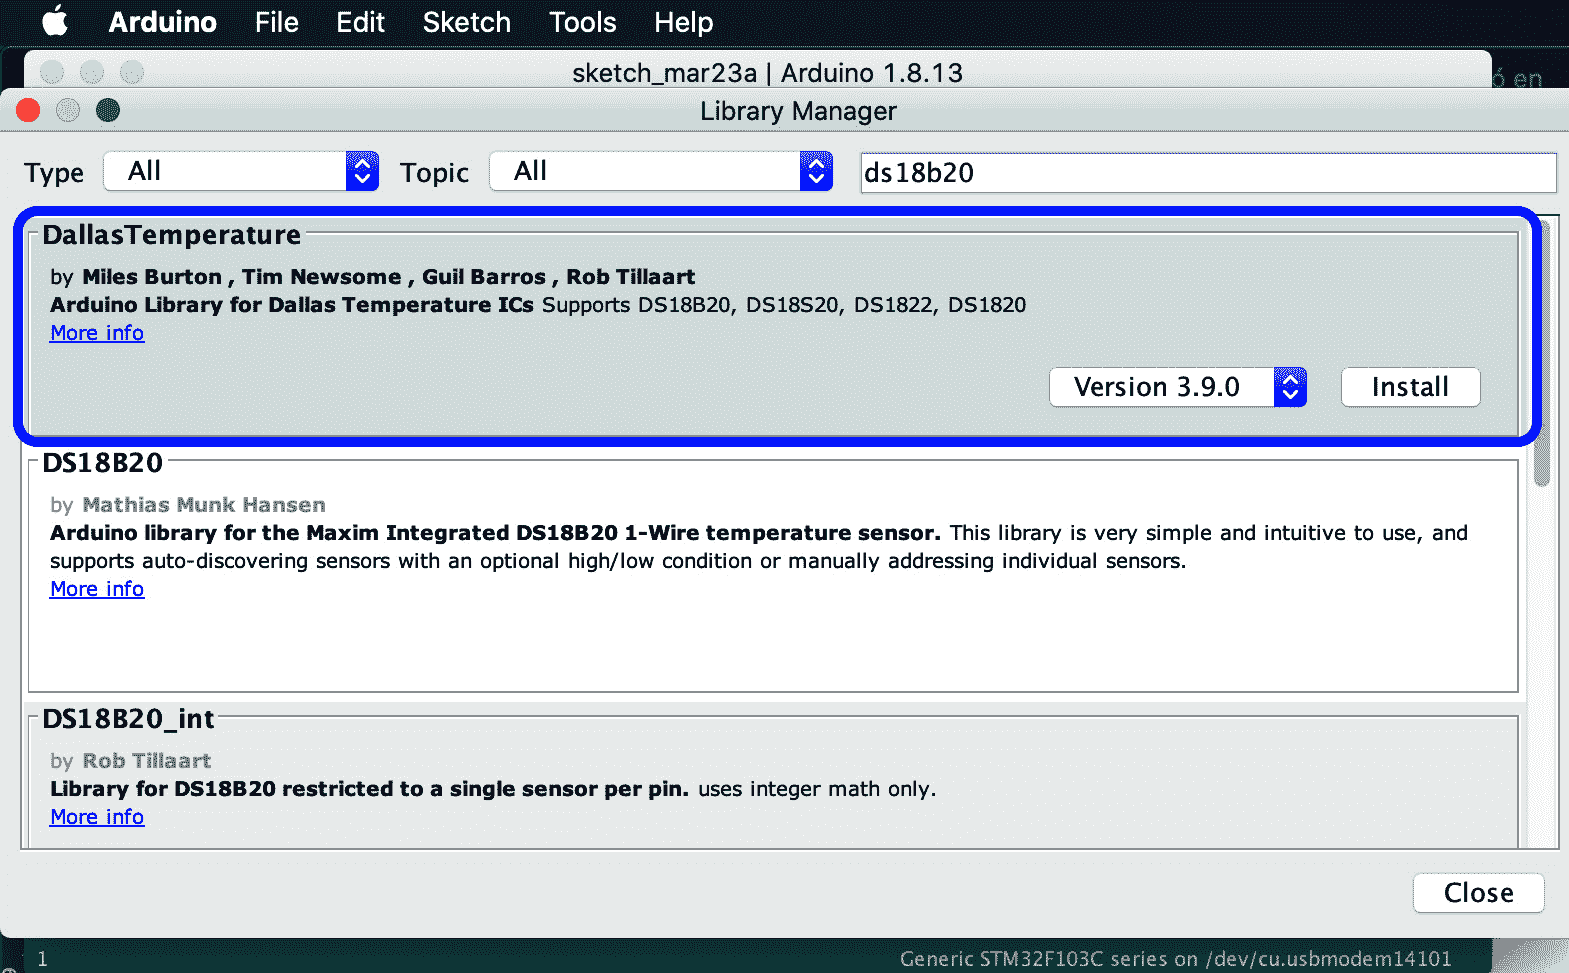 Arduino File Edit Sketch Tools Help
sketch_mar23a | Arduino 1.8.13
ó en
Library Manager
Type All Topic All ds18b20
DallasTemperature
by Miles Burton , Tim Newsome , Guil Barros , Rob Tillaart
Arduino Library for Dallas Temperature ICs Supports DS18B20, DS18S20, DS1822, DS1820
More info
Version 3.9.0 Install
DS18B20
by Mathias Munk Hansen
Arduino library for the Maxim Integrated DS18B20 1-Wire temperature sensor. This library is very simple and intuitive to use, and
supports auto-discovering sensors with an optional high/low condition or manually addressing individual sensors.
More info
DS18B20_int
by Rob Tillaart
Library for DS18B20 restricted to a single sensor per pin. uses integer math only.
More info
Close
1 Generic STM32F103C series on /dev/cu.usbmodem14101